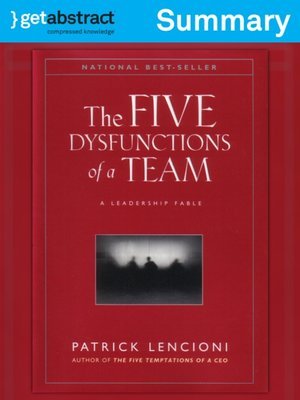 }getabstract
compressed knowledge
Summary
NATIONAL BEST-SELLER
The FIVE
DYSFUNCTIONS
of a TEAM
A LEADERSHIP FABLE
PATRICK LENCIONI
AUTHOR OF THE FIVE TEMPTATIONS OF A CEO